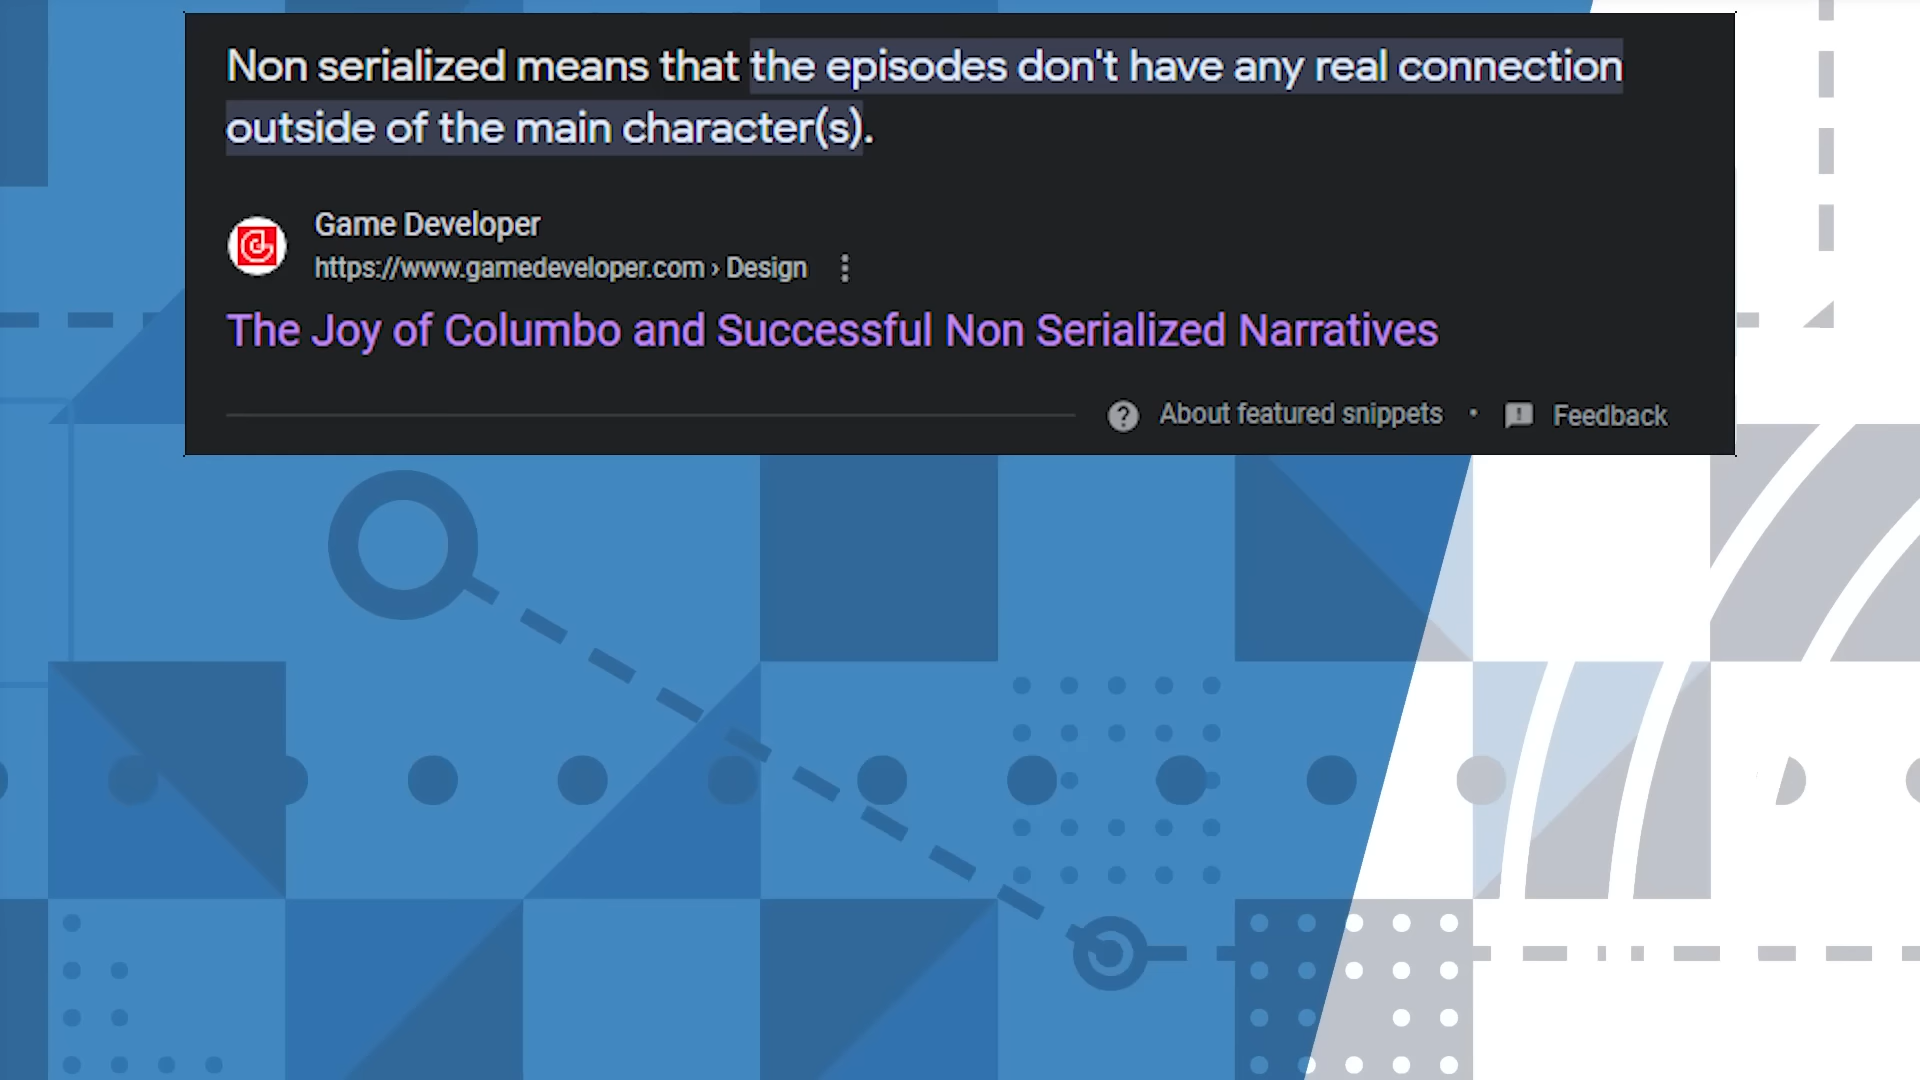 Non serialized means that the episodes don't have any real connection
outside of the main character(s).
Game Developer
https://www.gamedeveloper.com › Design
The Joy of Columbo and Successful Non Serialized Narratives
About featured snippets • Feedback